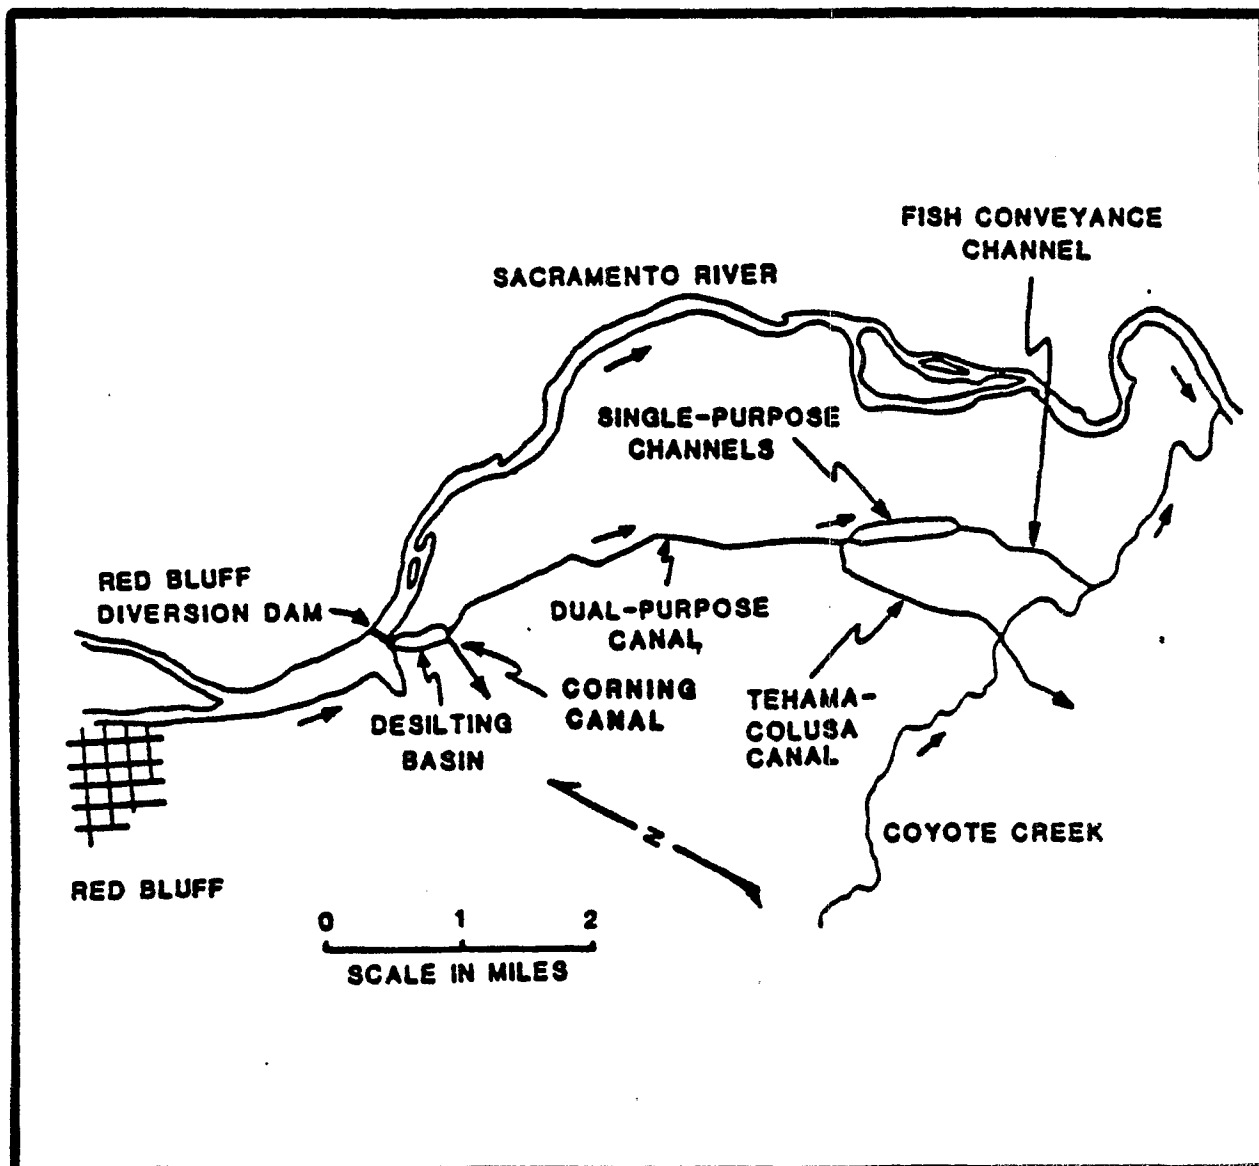 FISH CONVEYANCE
CHANNEL
SACRAMENTO RIVER
SINGLE-PURPOSE
CHANNELS
RED BLUFF
DIVERSION DAM
DUAL-PURPOSE
CANAL
CORNING
CANAL
TEHAMA-
COLUSA
CANAL
DESILTING
BASIN
N
COYOTE CREEK
RED BLUFF
0 1 2
SCALE IN MILES